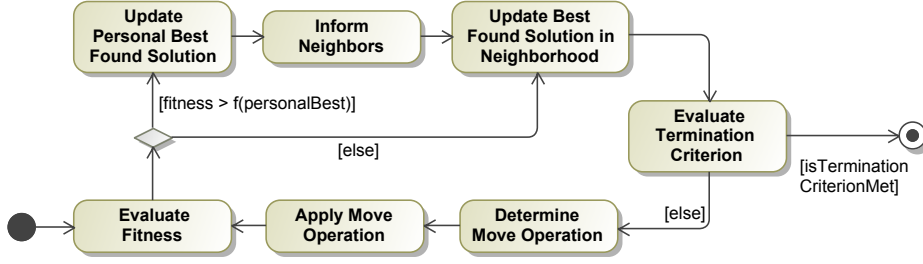 Update
Personal Best
Found Solution
Inform
Neighbors
Update Best
Found Solution in
Neighborhood
[fitness > f(personalBest)]
[else]
Evaluate
Termination
Criterion
[isTermination
CriterionMet]
[else]
Evaluate
Fitness
Apply Move
Operation
Determine
Move Operation